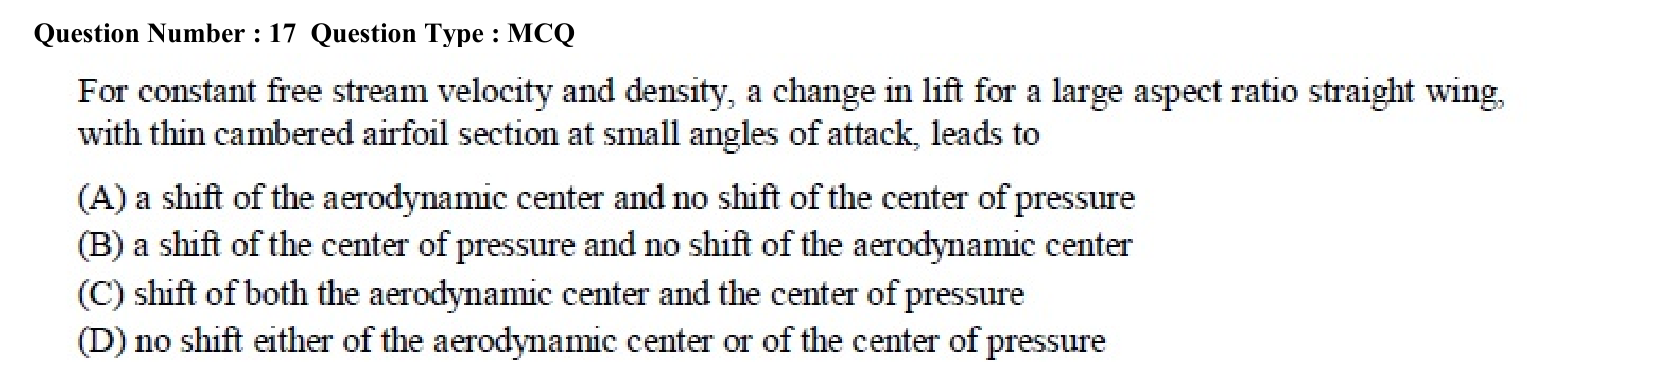 Question Number : 17 Question Type : MCQ
For constant free stream velocity and density, a change in lift for a large aspect ratio straight wing,
with thin cambered airfoil section at small angles of attack, leads to
(A) a shift of the aerodynamic center and no shift of the center of pressure
(B) a shift of the center of pressure and no shift of the aerodynamic center
(C) shift of both the aerodynamic center and the center of pressure
(D) no shift either of the aerodynamic center or of the center of pressure